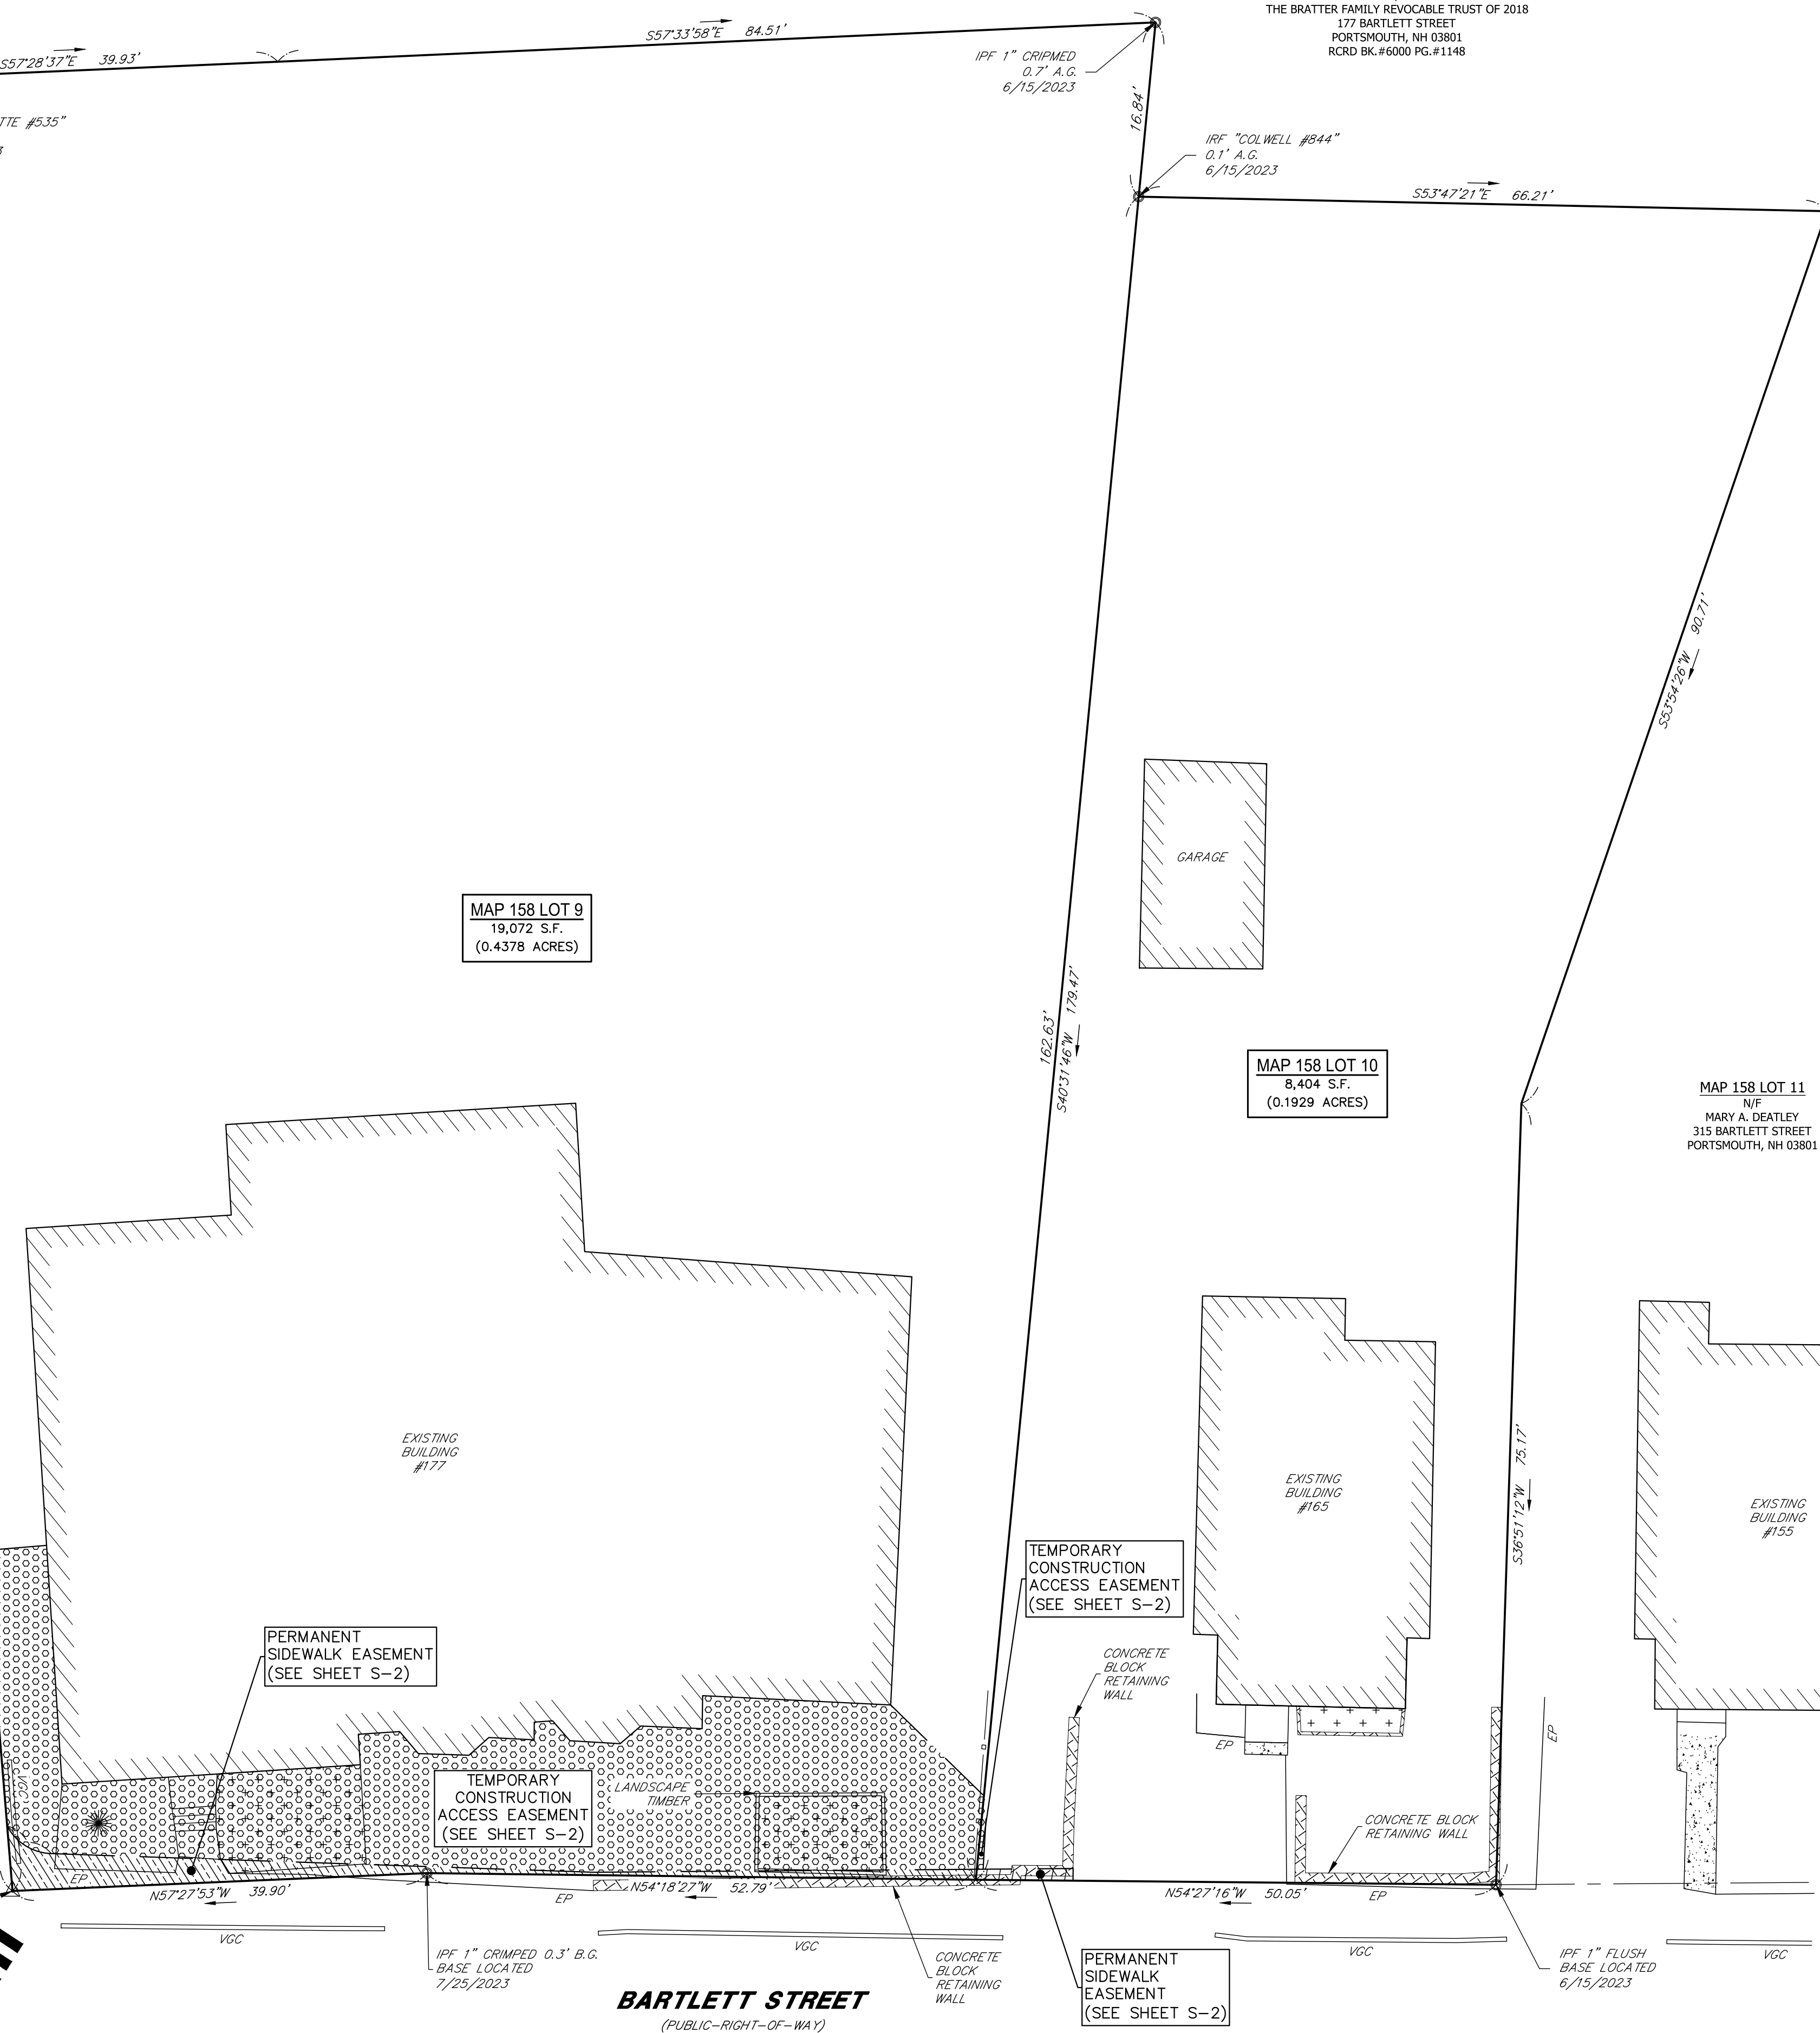 THE BRATTER FAMILY REVOCABLE TRUST OF 2018
177 BARTLETT STREET
PORTSMOUTH, NH 03801
RCRD BK.#6000 PG.#1148
S57°28'37"E 39.93'
S57°33'58"E 84.51'
IPF 1" CRIPMED
0.7' A.G.
6/15/2023
16.84'
TTE #535"
IRF "COLWELL #844"
0.1' A.G.
6/15/2023
S53°47'21"E 66.21'
S53°54'26"W 90.71'
GARAGE
MAP 158 LOT 9
19,072 S.F.
(0.4378 ACRES)
162.63'
S40°31'46"W 179.47'
MAP 158 LOT 10
8,404 S.F.
(0.1929 ACRES)
MAP 158 LOT 11
N/F
MARY A. DEATLEY
315 BARTLETT STREET
PORTSMOUTH, NH 03801
EXISTING
BUILDING
#177
EXISTING
BUILDING
#165
EXISTING
BUILDING
#155
S36°51'12"W 75.17'
TEMPORARY
CONSTRUCTION
ACCESS EASEMENT
(SEE SHEET S-2)
PERMANENT
SIDEWALK EASEMENT
(SEE SHEET S-2)
CONCRETE
BLOCK
RETAINING
WALL
EP
EP
VGC
TEMPORARY
CONSTRUCTION
ACCESS EASEMENT
(SEE SHEET S-2)
LANDSCAPE
TIMBER
CONCRETE BLOCK
RETAINING WALL
EP
N57°27'53"W 39.90'
EP
N54°18'27"W 52.79'
N54°27'16"W 50.05'
EP
VGC
VGC
VGC
VGC
IPF 1" CRIMPED 0.3' B.G.
BASE LOCATED
7/25/2023
CONCRETE
BLOCK
RETAINING
WALL
PERMANENT
SIDEWALK
EASEMENT
(SEE SHEET S-2)
IPF 1" FLUSH
BASE LOCATED
6/15/2023
BARTLETT STREET
(PUBLIC-RIGHT-OF-WAY)